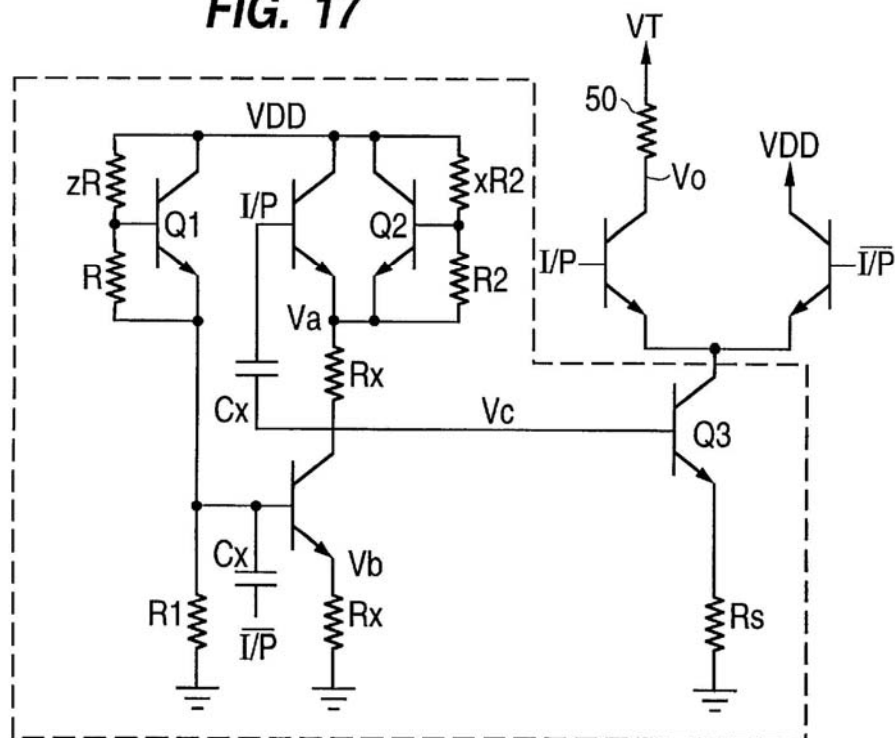 FIG. 17
VT
50
VDD
VDD
Vo
zR
I/P
xR2
Q1
Q2
I/P
I/P
R
R2
Va
Rx
Cx
Vc
Q3
Cx
Vb
R1
Rx
Rs
I/P